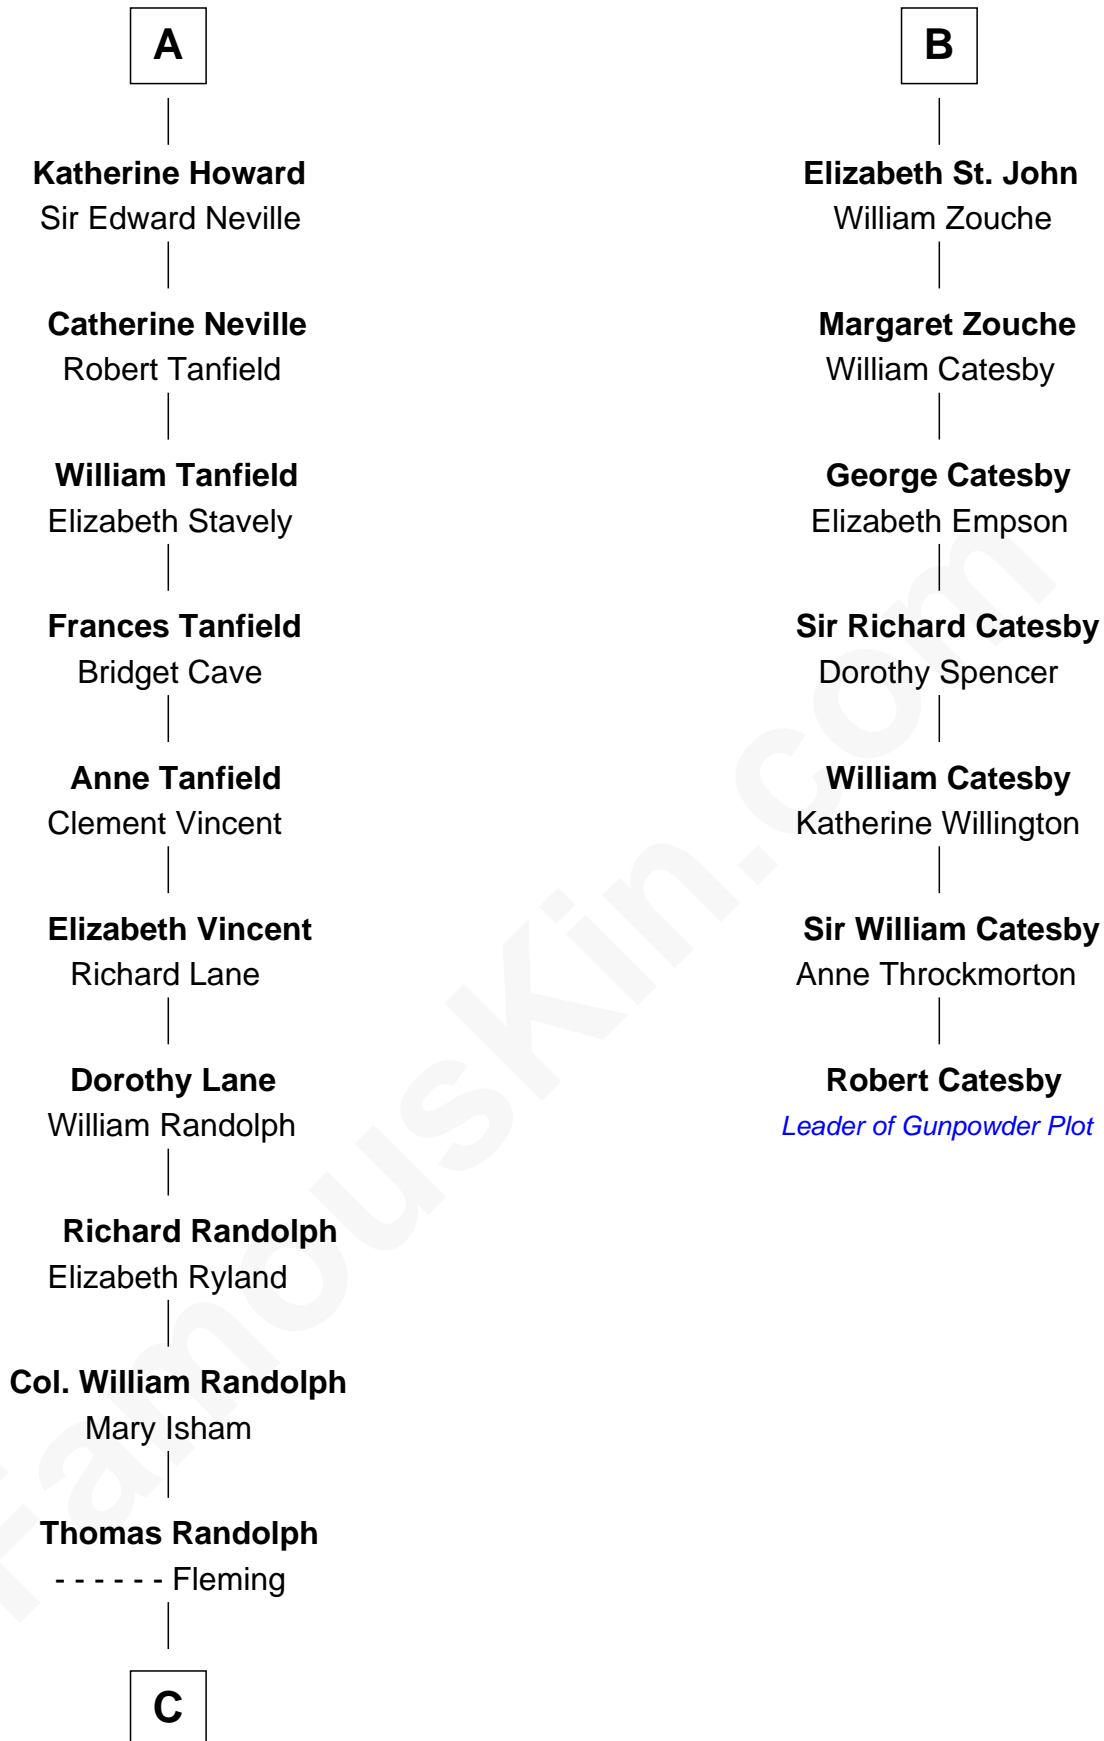 A
Katherine Howard
Sir Edward Neville
Catherine Neville
Robert Tanfield
William Tanfield
Elizabeth Stavely
Frances Tanfield
Bridget Cave
Anne Tanfield
Clement Vincent
Elizabeth Vincent
Richard Lane
Dorothy Lane
William Randolph
Richard Randolph
Elizabeth Ryland
Col. William Randolph
Mary Isham
Thomas Randolph
- - - - - - Fleming
C
B
Elizabeth St. John
William Zouche
Margaret Zouche
William Catesby
George Catesby
Elizabeth Empson
Sir Richard Catesby
Dorothy Spencer
William Catesby
Katherine Willington
Sir William Catesby
Anne Throckmorton
Robert Catesby
Leader of Gunpowder Plot
FamousKin.com